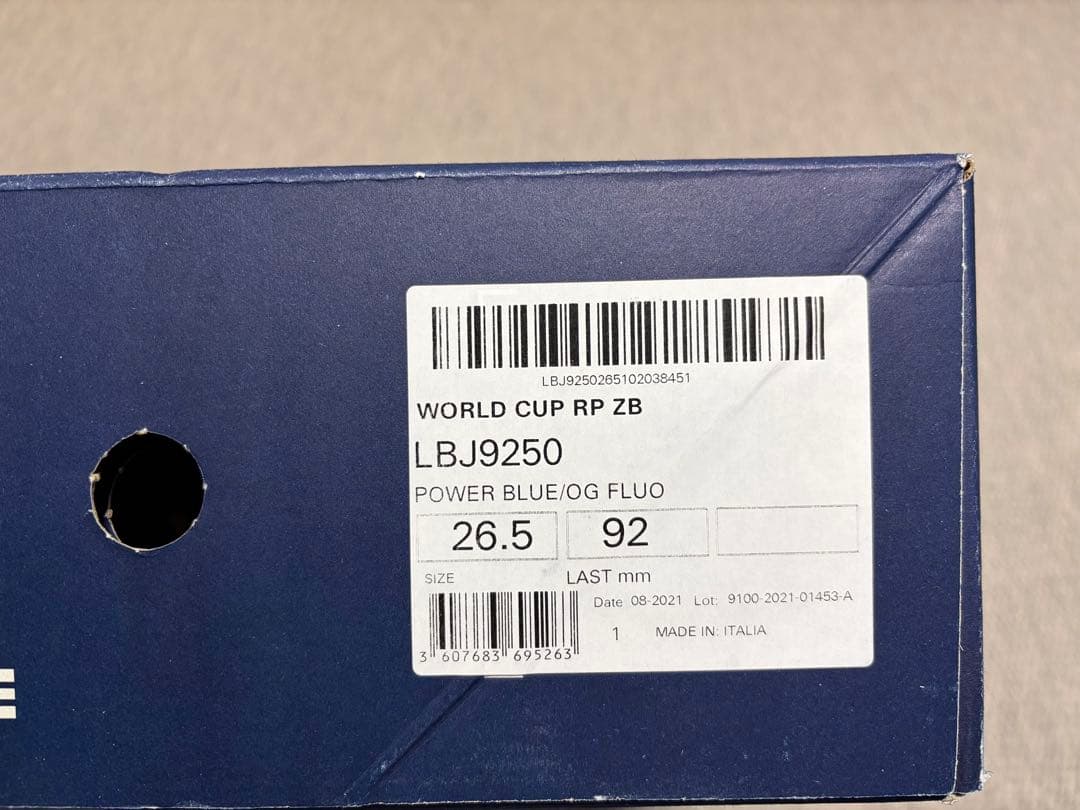 LBJ9250265102038451
WORLD CUP RP ZB
LBJ9250
POWER BLUE/OG FLUO
26.5 92
SIZE LAST mm
Date 08-2021 Lot: 9100-2021-01453-A
1 MADE IN: ITALIA
3 607683 695263